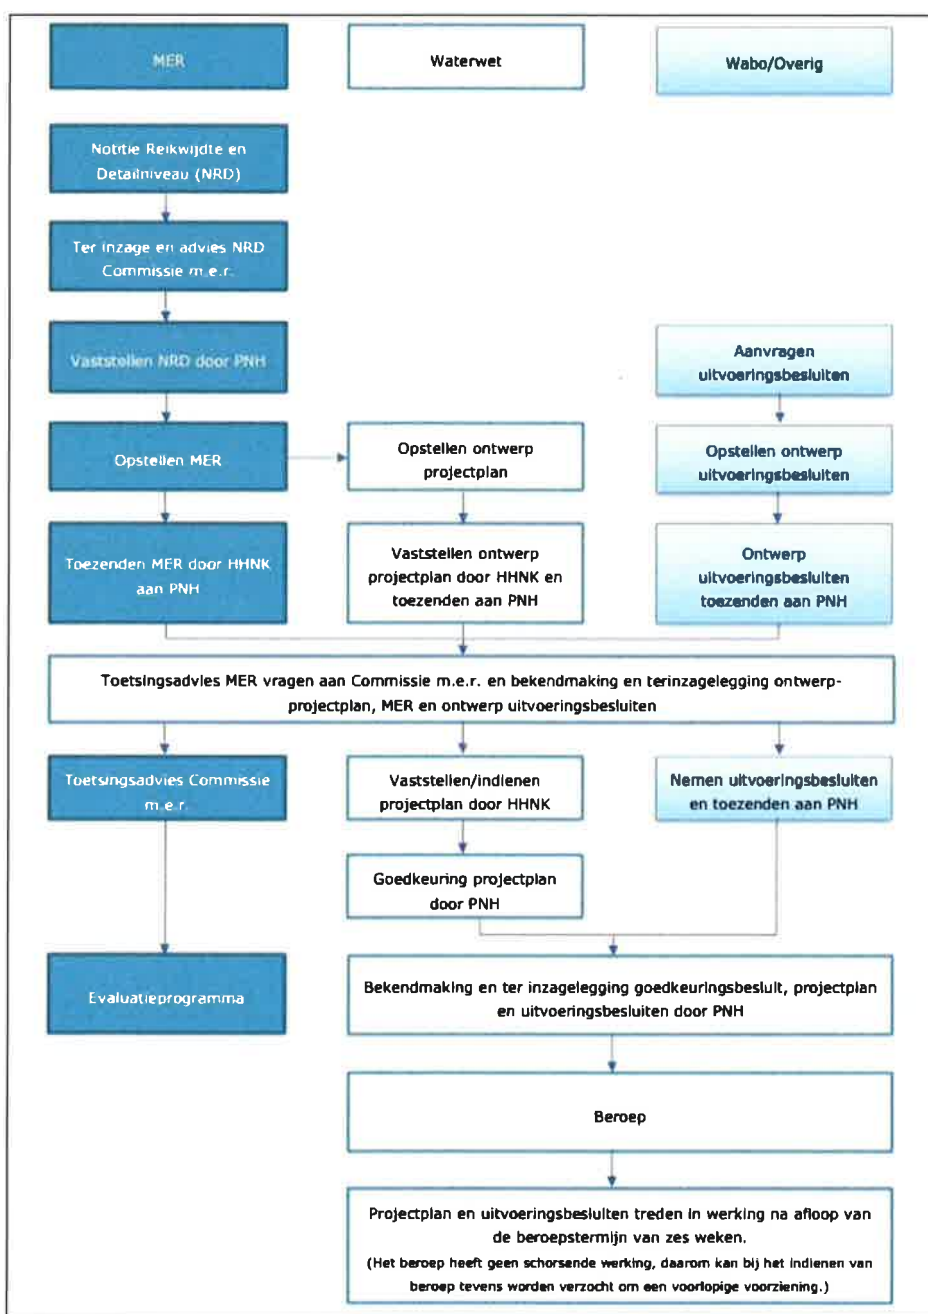 MER
Waterwet
Wabo/Overig
Notitie Reikwijdte en
Detailniveau (NRD)
Ter inzage en advies NRD
Commissie m.e.r.
Vaststellen NRD door PNH
Aanvragen
uitvoeringsbesluiten
Opstellen MER
Opstellen ontwerp
projectplan
Opstellen ontwerp
uitvoeringsbesluiten
Toezenden MER door HHNK
aan PNH
Vaststellen ontwerp
projectplan door HHNK en
toezenden aan PNH
Ontwerp
uitvoeringsbesluiten
toezenden aan PNH
Toetsingsadvies MER vragen aan Commissie m.e.r. en bekendmaking en terinzagelegging ontwerp-
projectplan, MER en ontwerp uitvoeringsbesluiten
Toetsingsadvies Commissie
m.e.r.
Vaststellen/indienen
projectplan door HHNK
Nemen uitvoeringsbesluiten
en toezenden aan PNH
Goedkeuring projectplan
door PNH
Evaluatieprogramma
Bekendmaking en ter inzagelegging goedkeuringsbesluit, projectplan
en uitvoeringsbesluiten door PNH
Beroep
Projectplan en uitvoeringsbesluiten treden in werking na afloop van
de beroepstermijn van zes weken.
(Het beroep heeft geen schorsende werking, daarom kan bij het indienen van
beroep tevens worden verzocht om een voorlopige voorziening.)